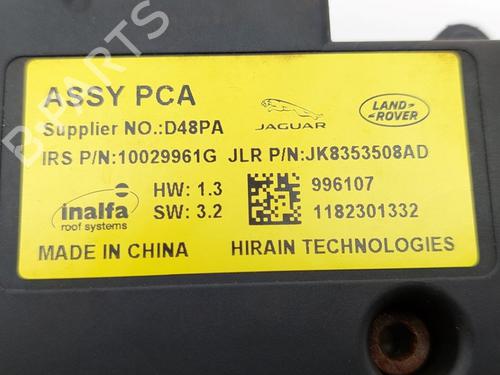 ASSY PCA
Supplier NO.:D48PA
JAGUAR
LAND
ROVER
IRS P/N:10029961G JLR P/N:JK8353508AD
inalfa
roof systems
HW: 1.3
SW: 3.2
996107
1182301332
MADE IN CHINA
HIRAIN TECHNOLOGIES
B-PARTS